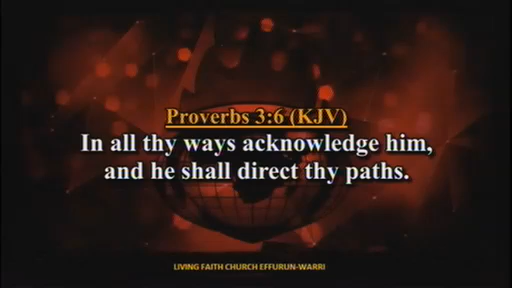 Proverbs 3:6 (KJV)
In all thy ways acknowledge him,
and he shall direct thy paths.
LIVING FAITH CHURCH EFFURUN-WARRI